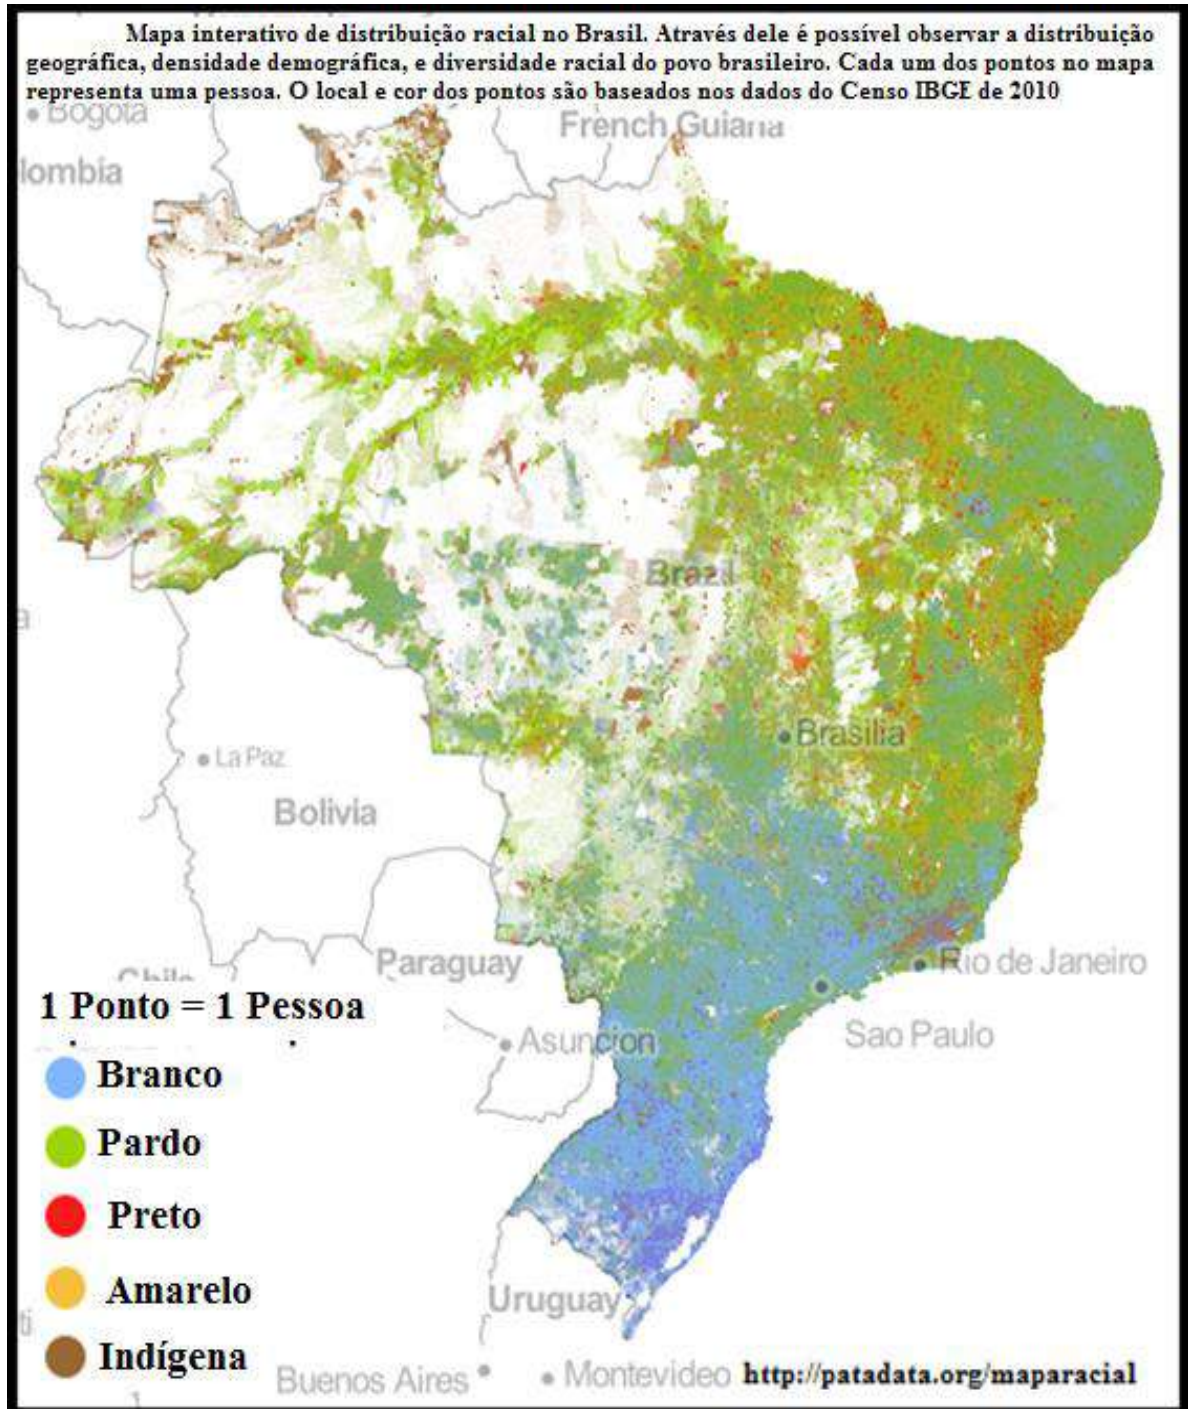 Mapa interativo de distribuição racial no Brasil. Através dele é possível observar a distribuição
geográfica, densidade demográfica, e diversidade racial do povo brasileiro. Cada um dos pontos no mapa
representa uma pessoa. O local e cor dos pontos são baseados nos dados do Censo IBGE de 2010
Bogota
French Guiana
lombia
Brazil
Brasilia
La Paz
Bolivia
Paraguay
Rio de Janeiro
Chile
1 Ponto = 1 Pessoa
Asuncion
Sao Paulo
Branco
Pardo
Preto
Amarelo
Indígena
Uruguay
Buenos Aires
Montevideo
http://patadata.org/maparacial